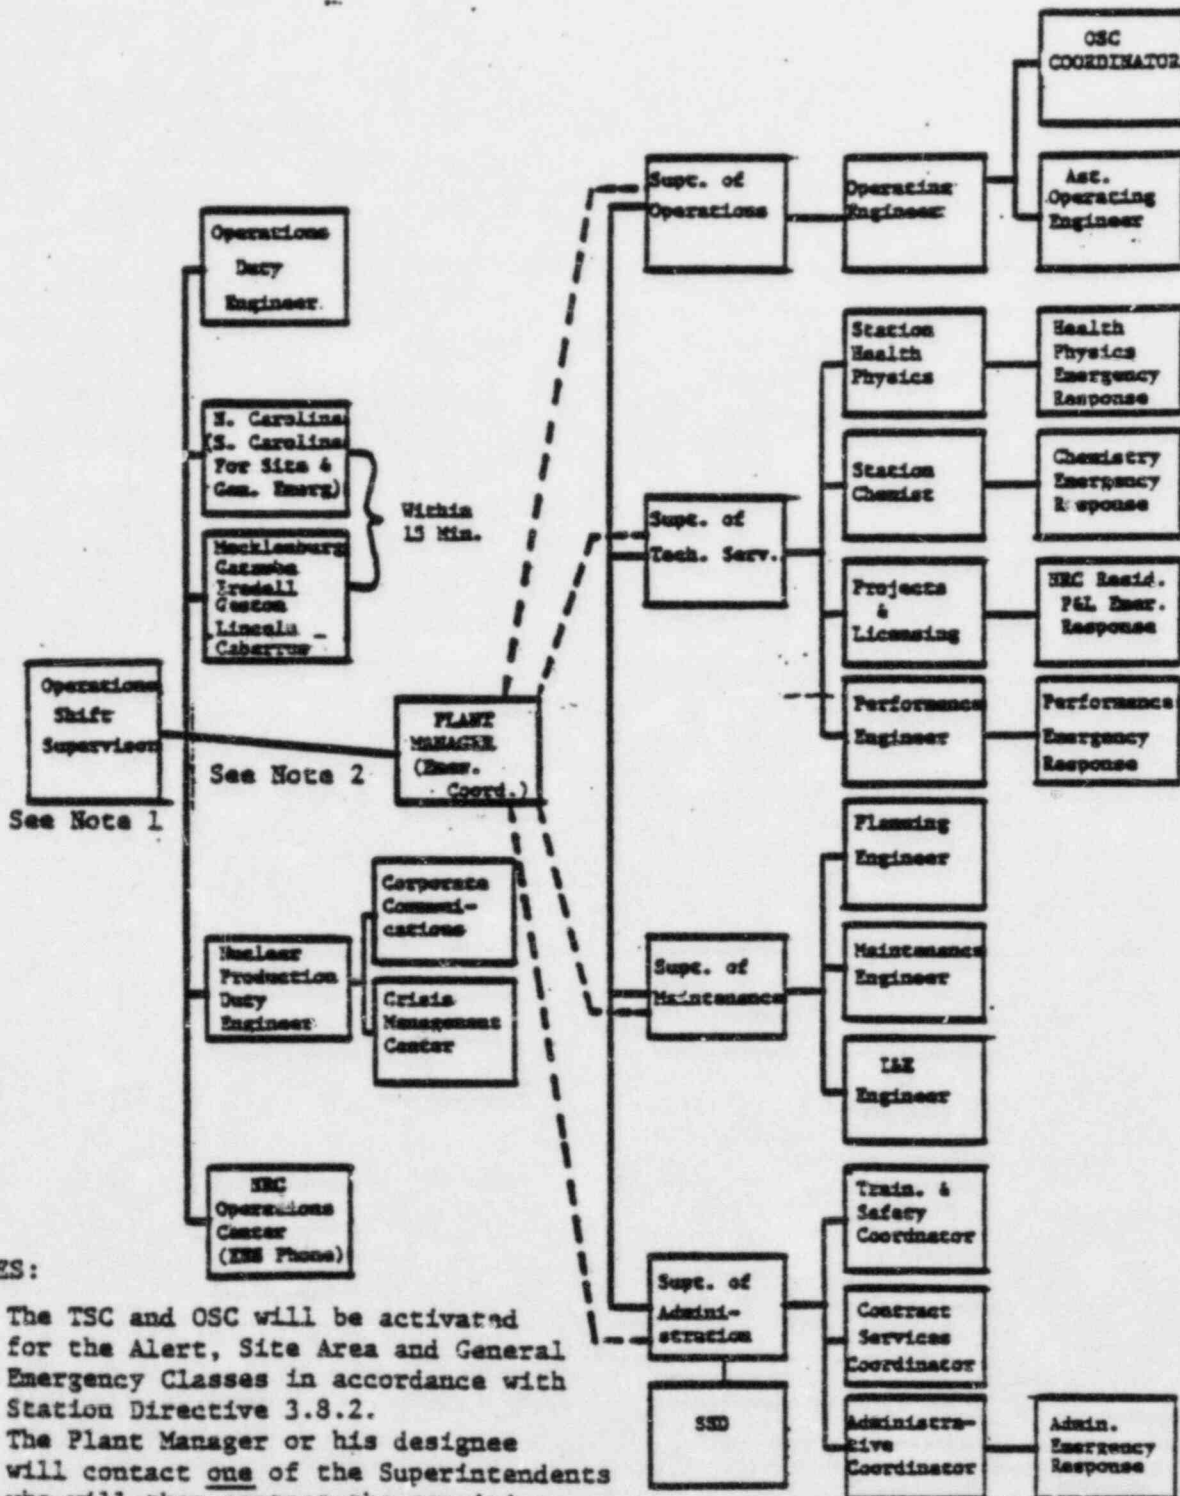 OSC
COORDINATOR
Supt. of
Operations
Operating
Engineer
Ast.
Operating
Engineer
Operations
Duty
Engineer
N. Carolina
(S. Carolina
For Site &
Gen. Emerg)
Within
15 Min.
Mecklenburg
Catawba
Iredell
Gaston
Lincoln
Cabarrus
Station
Health
Physics
Health
Physics
Emergency
Response
Station
Chemist
Chemistry
Emergency
Response
Supt. of
Tech. Serv.
Projects
&
Licensing
NRC Resid.
P&L Emer.
Response
Performance
Engineer
Performance
Emergency
Response
Operations
Shift
Supervisor
See Note 1
See Note 2
PLANT
MANAGER
(Emer.
Coord.)
Corporate
Communi-
cations
Nuclear
Production
Duty
Engineer
Crisis
Management
Center
Planning
Engineer
Supt. of
Maintenance
Maintenance
Engineer
I&E
Engineer
NRC
Operations
Center
(ENS Phone)
Train. &
Safety
Coordnator
Supt. of
Admini-
stration
Contract
Services
Coordinator
SSD
Administra-
tive
Coordinator
Admin.
Emergency
Response
ES:
The TSC and OSC will be activated
for the Alert, Site Area and General
Emergency Classes in accordance with
Station Directive 3.8.2.
The Plant Manager or his designee
will contact one of the Superintendents